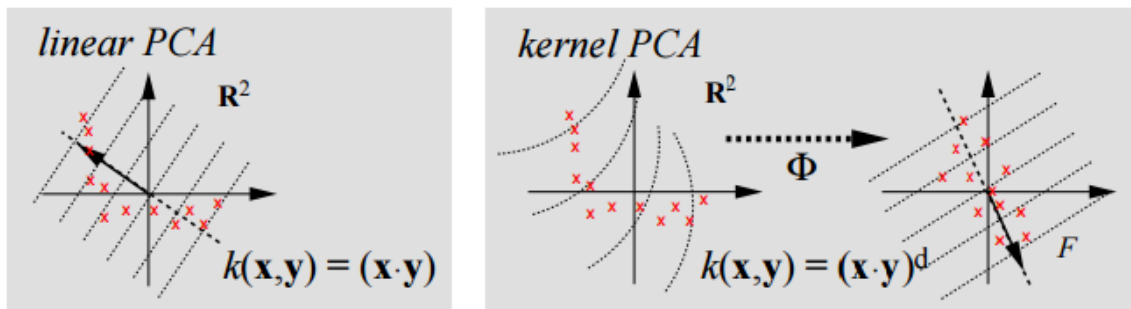 linear PCA
R²
k(x,y) = (x·y)
kernel PCA
R²
Φ
k(x,y) = (x·y)ᵈ
F